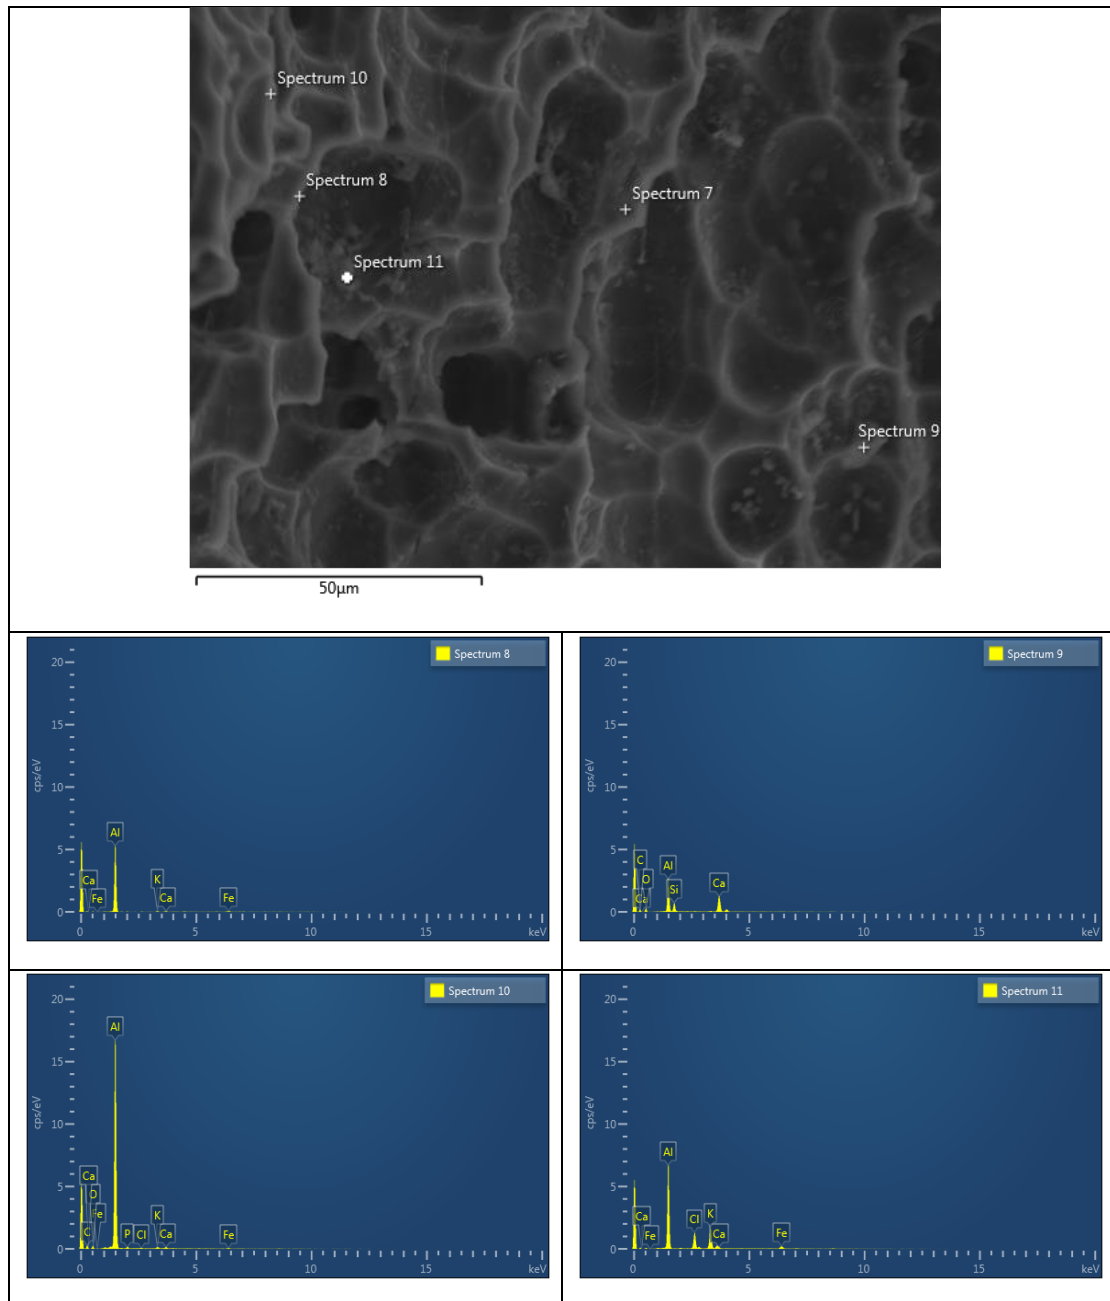 Spectrum 10
Spectrum 8
Spectrum 7
Spectrum 11
Spectrum 9
50µm
Spectrum 8
20
15
cps/eV
10
5
Al
Ca
Fe
K
Ca
Fe
0
0 5 10 15 keV
Spectrum 9
20
15
cps/eV
10
5
C
O
Ca
Al
Si
Ca
0
0 5 10 15 keV
Spectrum 10
20
Al
15
cps/eV
10
5
Ca
O
Fe
C
P
Cl
K
Ca
Fe
0
0 5 10 15 keV
Spectrum 11
20
15
cps/eV
10
5
Al
Ca
Fe
Cl
K
Ca
Fe
0
0 5 10 15 keV